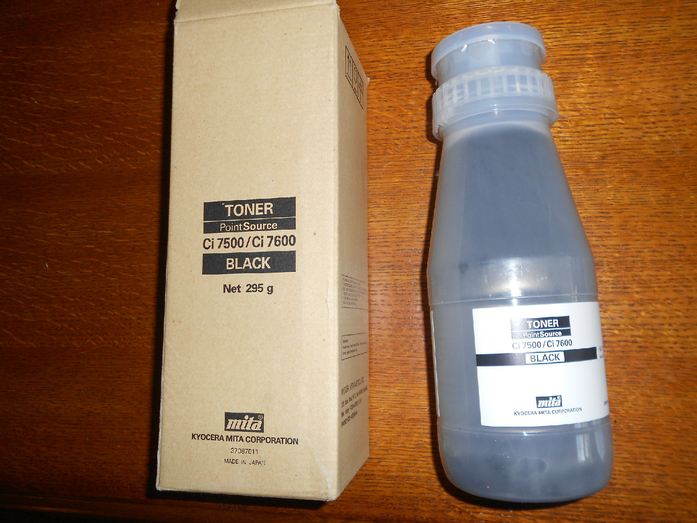 TONER
PointSource
Ci 7500/Ci 7600
BLACK
Net 295 g
mita
KYOCERA MITA CORPORATION
37087011
MADE IN JAPAN
TONER
PointSource
Ci 7500/Ci 7600
BLACK
mita
KYOCERA MITA CORPORATION